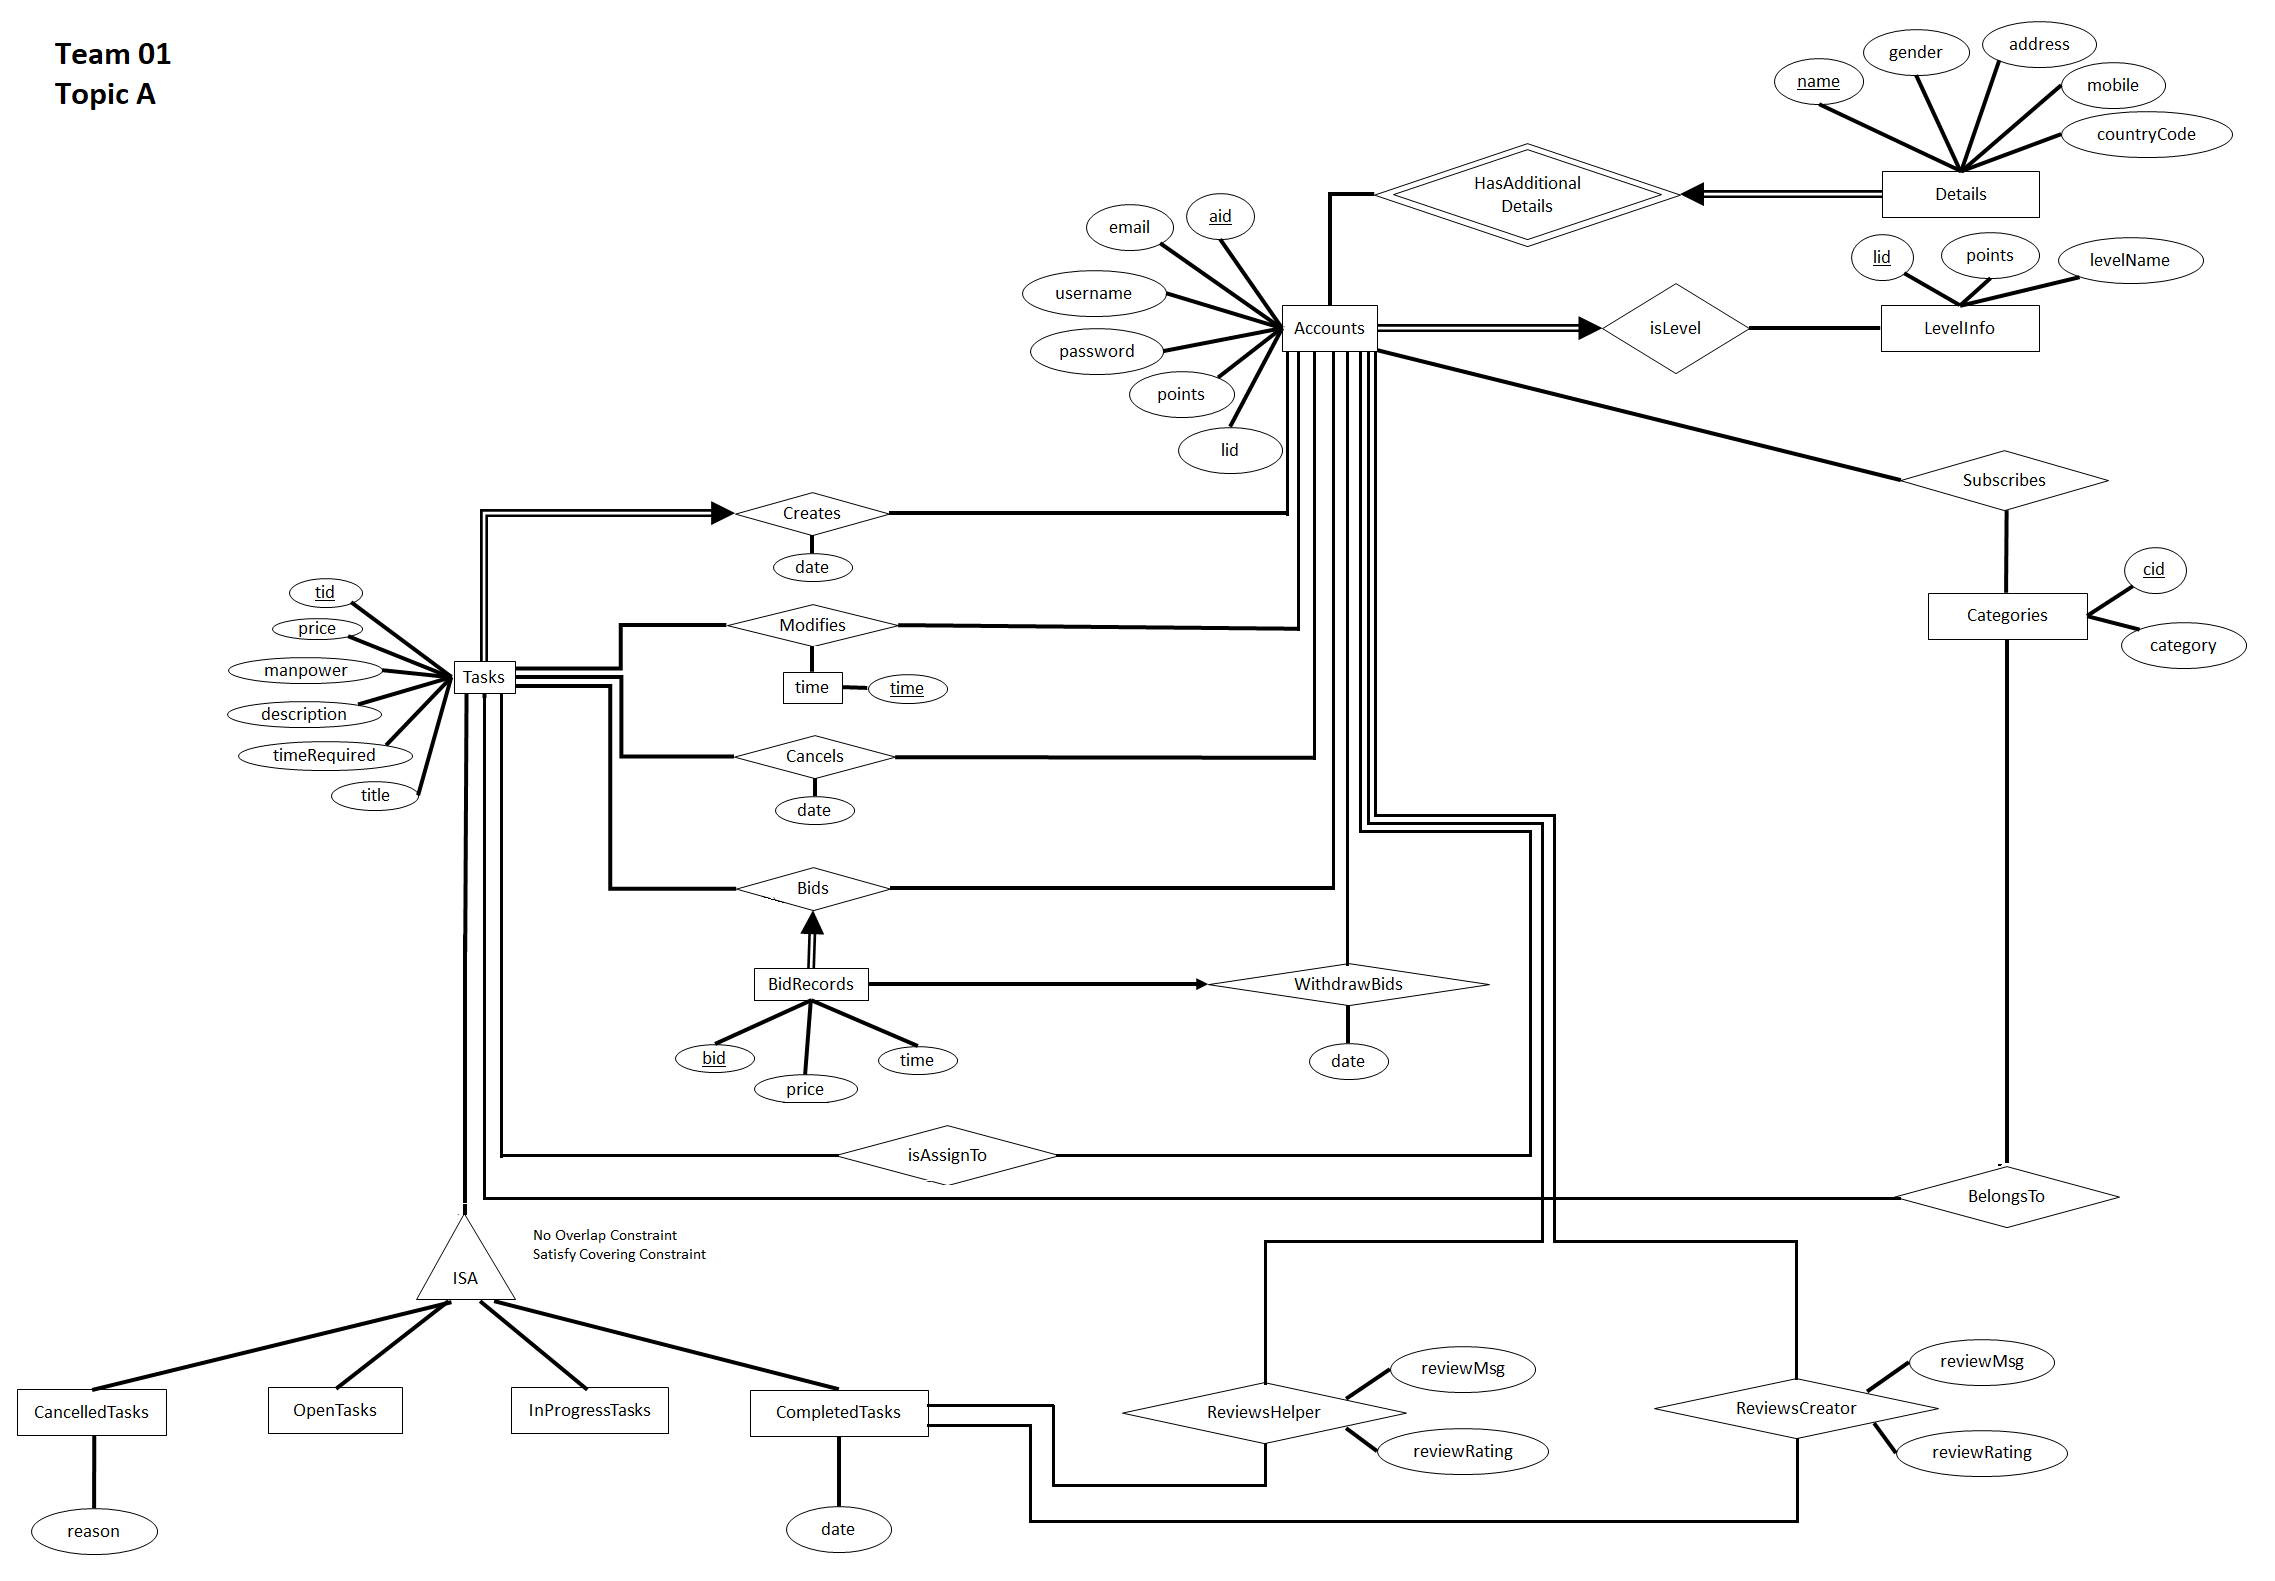 Team 01
Topic A
name
gender
address
mobile
countryCode
HasAdditional
Details
Details
email
aid
username
password
points
lid
Accounts
isLevel
lid
points
levelName
LevelInfo
Subscribes
Creates
date
Modifies
time
time
Cancels
date
tid
price
manpower
description
timeRequired
title
Tasks
cid
Categories
category
Bids
BidRecords
bid
price
time
WithdrawBids
date
isAssignTo
BelongsTo
No Overlap Constraint
Satisfy Covering Constraint
ISA
CancelledTasks
OpenTasks
InProgressTasks
CompletedTasks
reason
date
ReviewsHelper
reviewMsg
reviewRating
ReviewsCreator
reviewMsg
reviewRating